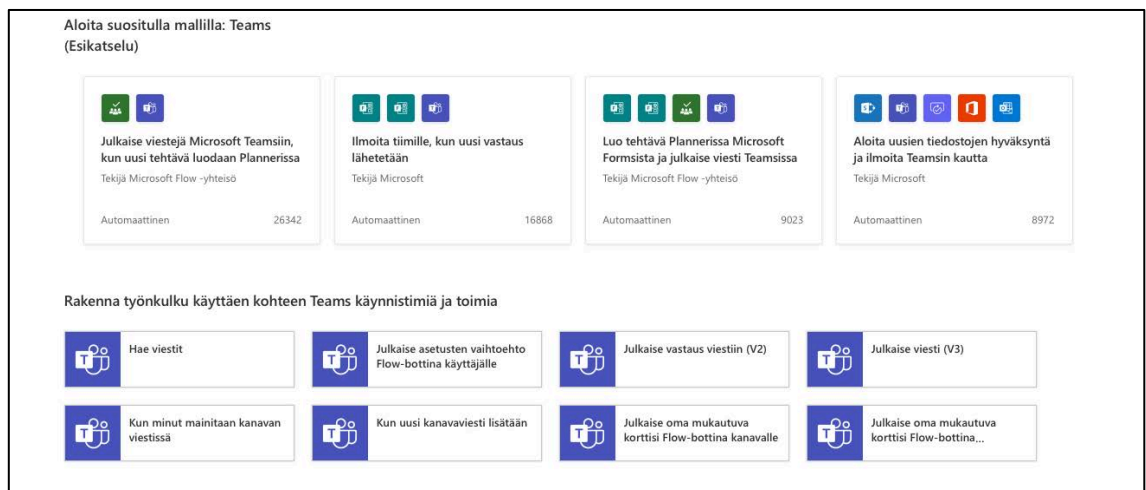 Aloita suositulla mallilla: Teams
(Esikatselu)
Julkaise viestejä Microsoft Teamsiin,
kun uusi tehtävä luodaan Plannerissa
Tekijä Microsoft Flow -yhteisö
Automaattinen 26342
Ilmoita tiimille, kun uusi vastaus
lähetetään
Tekijä Microsoft
Automaattinen 16868
Luo tehtävä Plannerissa Microsoft
Formsista ja julkaise viesti Teamsissa
Tekijä Microsoft Flow -yhteisö
Automaattinen 9023
Aloita uusien tiedostojen hyväksyntä
ja ilmoita Teamsin kautta
Tekijä Microsoft
Automaattinen 8972
Rakenna työnkulku käyttäen kohteen Teams käynnistimiä ja toimia
Hae viestit
Julkaise asetusten vaihtoehto
Flow-bottina käyttäjälle
Julkaise vastaus viestiin (V2)
Julkaise viesti (V3)
Kun minut mainitaan kanavan
viestissä
Kun uusi kanavaviesti lisätään
Julkaise oma mukautuva
korttisi Flow-bottina kanavalle
Julkaise oma mukautuva
korttisi Flow-bottina...